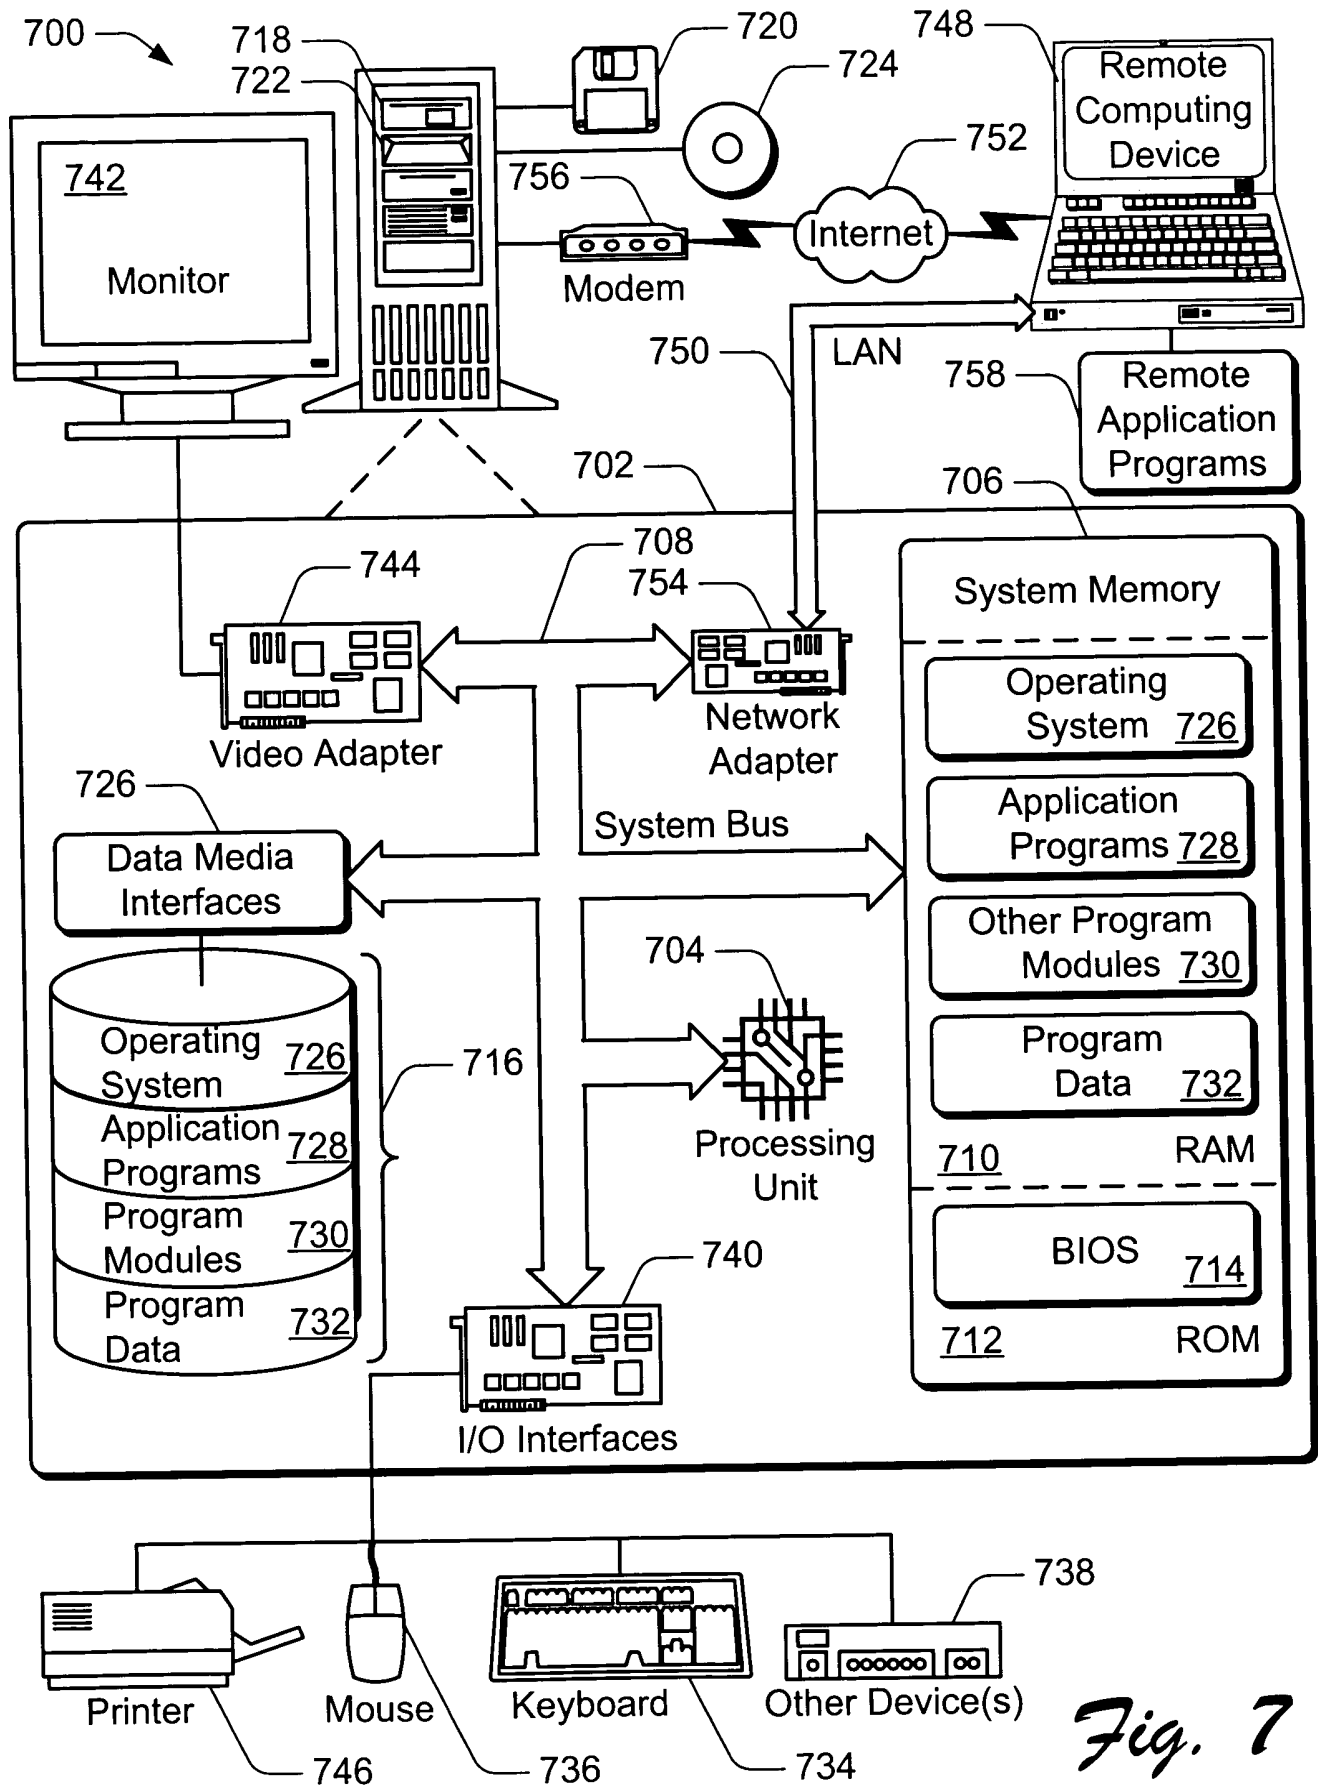 700
718
722
720
724
748
Remote
Computing
Device
742
Monitor
756
Modem
752
Internet
750
LAN
758
Remote
Application
Programs
702
706
708
744
754
Video Adapter
Network
Adapter
System Memory
Operating
System 726
Application
Programs 728
Other Program
Modules 730
Program
Data 732
710 RAM
BIOS 714
712 ROM
726
Data Media
Interfaces
System Bus
704
Processing
Unit
Operating
System 726
Application
Programs 728
Program
Modules 730
Program
Data 732
716
740
I/O Interfaces
Printer
746
Mouse
736
Keyboard
734
738
Other Device(s)
Fig. 7